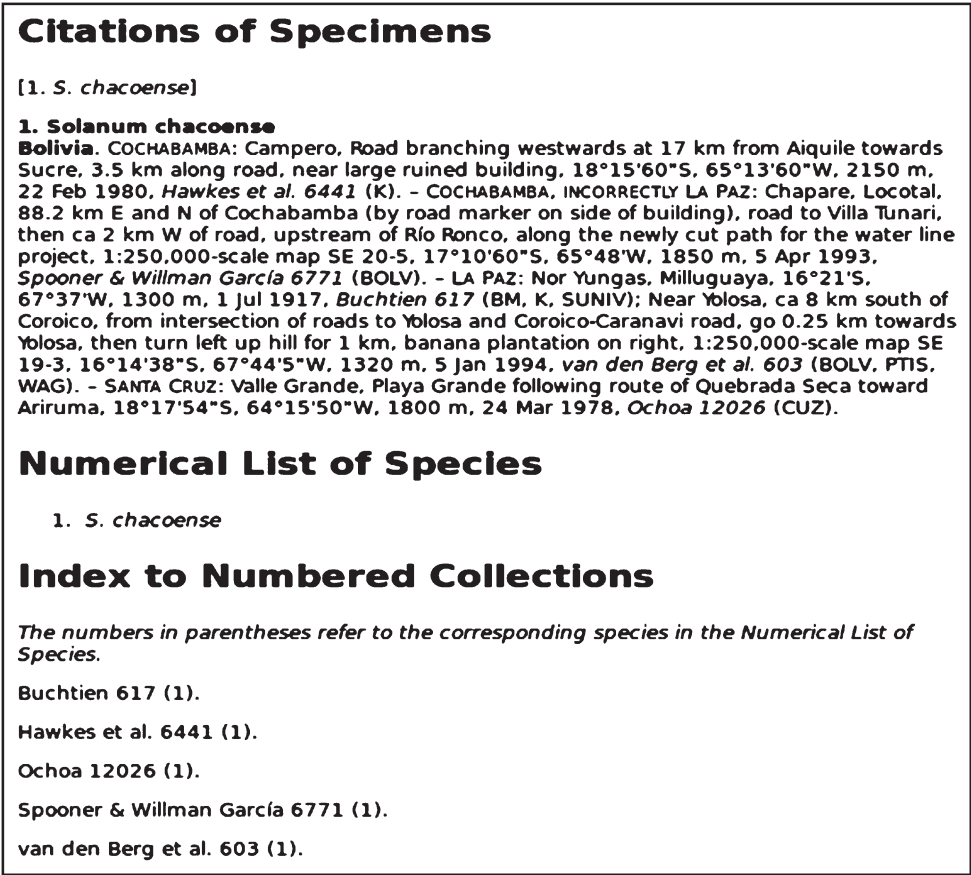 Citations of Specimens
[1. S. chacoense]
1. Solanum chacoense
Bolivia. COCHABAMBA: Campero, Road branching westwards at 17 km from Aiquile towards
Sucre, 3.5 km along road, near large ruined building, 18°15'60"S, 65°13'60"W, 2150 m,
22 Feb 1980, Hawkes et al. 6441 (K). – COCHABAMBA, INCORRECTLY LA PAZ: Chapare, Locotal,
88.2 km E and N of Cochabamba (by road marker on side of building), road to Villa Tunari,
then ca 2 km W of road, upstream of Río Ronco, along the newly cut path for the water line
project, 1:250,000-scale map SE 20-5, 17°10'60"S, 65°48'W, 1850 m, 5 Apr 1993,
Spooner & Willman García 6771 (BOLV). – LA PAZ: Nor Yungas, Milluguaya, 16°21'S,
67°37'W, 1300 m, 1 Jul 1917, Buchtien 617 (BM, K, SUNIV); Near Yolosa, ca 8 km south of
Coroico, from intersection of roads to Yolosa and Coroico-Caranavi road, go 0.25 km towards
Yolosa, then turn left up hill for 1 km, banana plantation on right, 1:250,000-scale map SE
19-3, 16°14'38"S, 67°44'5"W, 1320 m, 5 Jan 1994, van den Berg et al. 603 (BOLV, PTIS,
WAG). – SANTA CRUZ: Valle Grande, Playa Grande following route of Quebrada Seca toward
Ariruma, 18°17'54"S, 64°15'50"W, 1800 m, 24 Mar 1978, Ochoa 12026 (CUZ).
Numerical List of Species
1. S. chacoense
Index to Numbered Collections
The numbers in parentheses refer to the corresponding species in the Numerical List of
Species.
Buchtien 617 (1).
Hawkes et al. 6441 (1).
Ochoa 12026 (1).
Spooner & Willman García 6771 (1).
van den Berg et al. 603 (1).